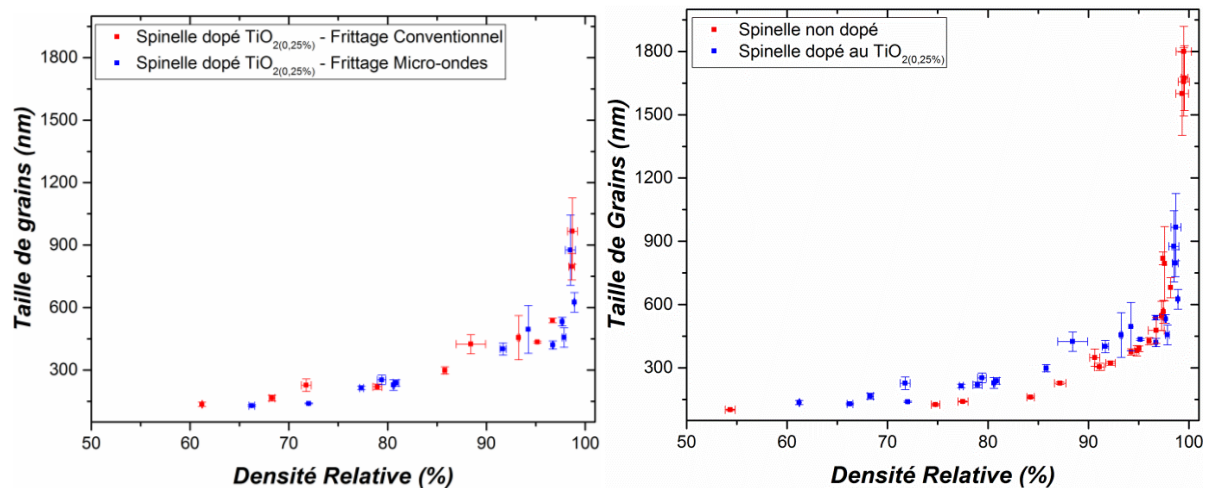 Spinelle dopé TiO2(0,25%) - Frittage Conventionnel
Spinelle dopé TiO2(0,25%) - Frittage Micro-ondes
Taille de grains (nm)
1800
1500
1200
900
600
300
50 60 70 80 90 100
Densité Relative (%)
Spinelle non dopé
Spinelle dopé au TiO2(0,25%)
Taille de Grains (nm)
1800
1500
1200
900
600
300
50 60 70 80 90 100
Densité Relative (%)